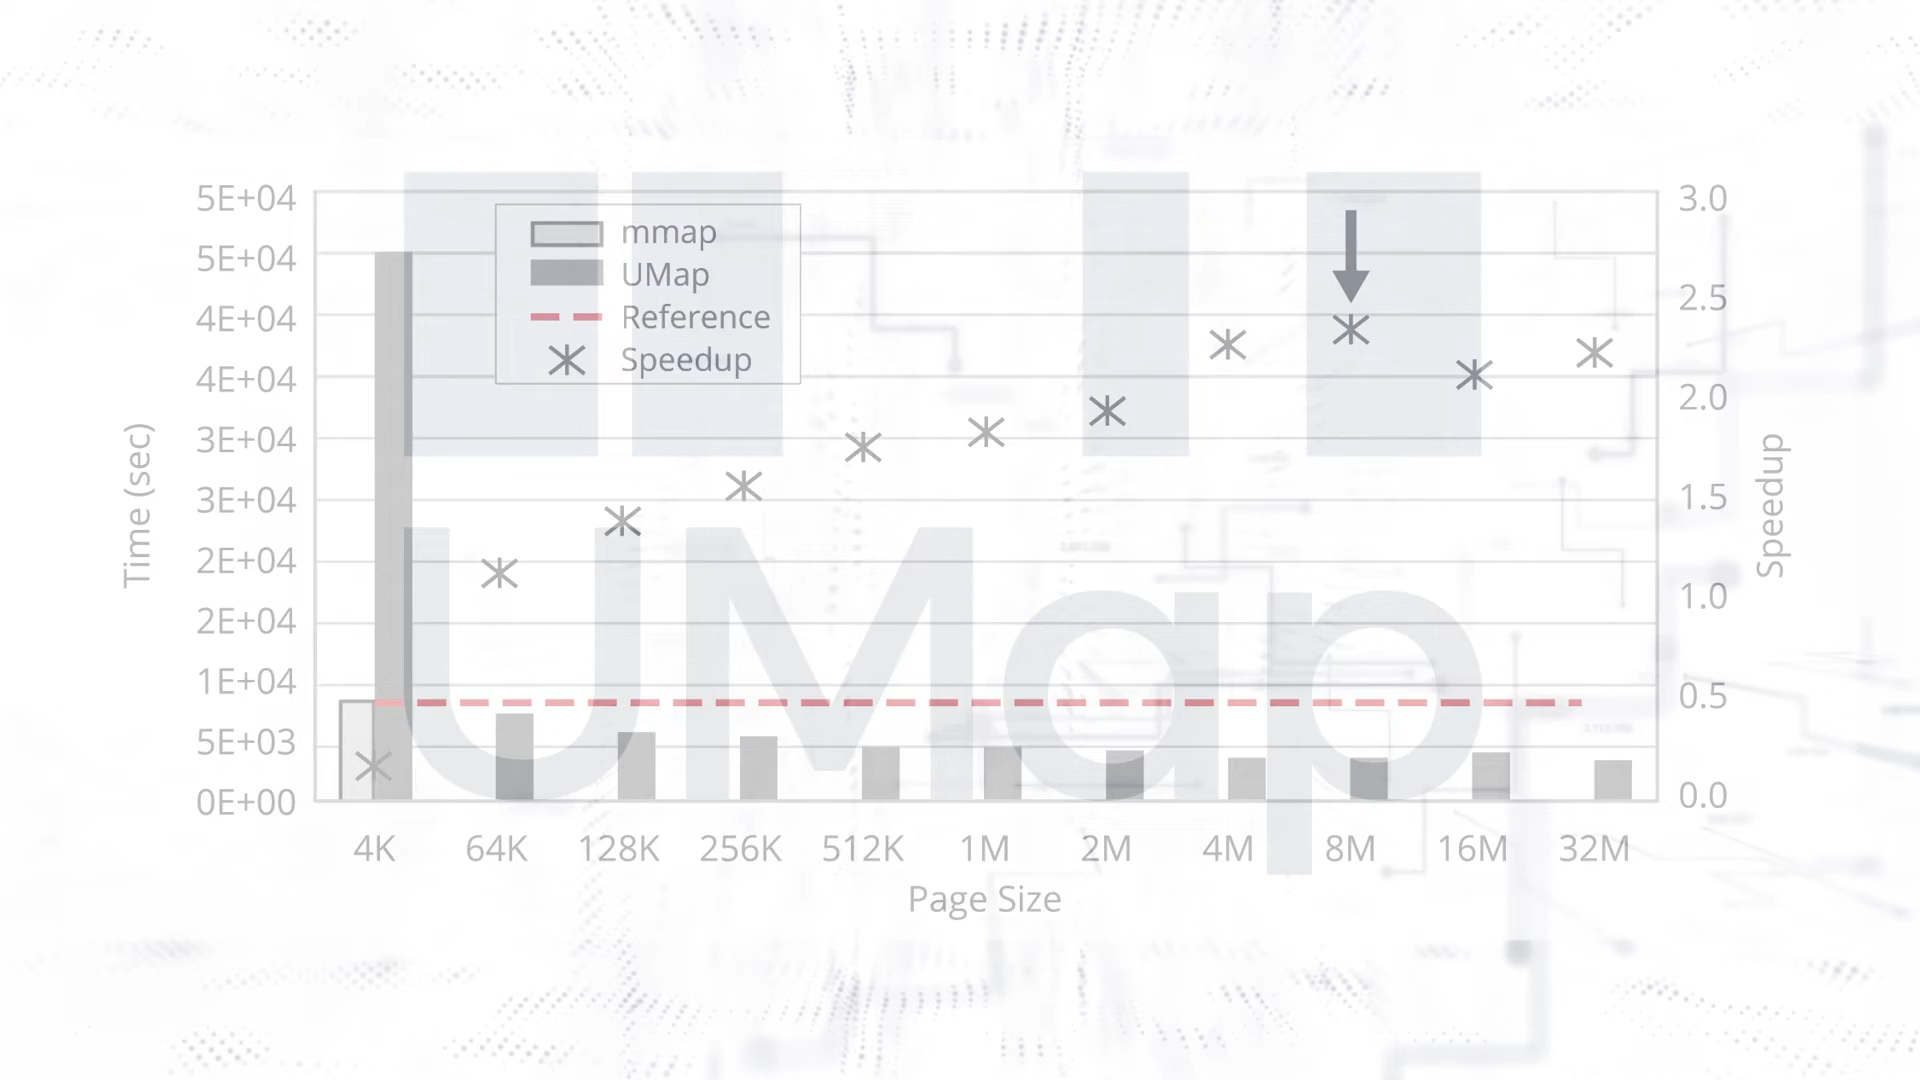 5E+04
5E+04
4E+04
4E+04
3E+04
3E+04
2E+04
2E+04
1E+04
5E+03
0E+00
Time (sec)
mmap
UMap
Reference
Speedup
3.0
2.5
2.0
1.5
1.0
0.5
0.0
Speedup
UMap
4K 64K 128K 256K 512K 1M 2M 4M 8M 16M 32M
Page Size